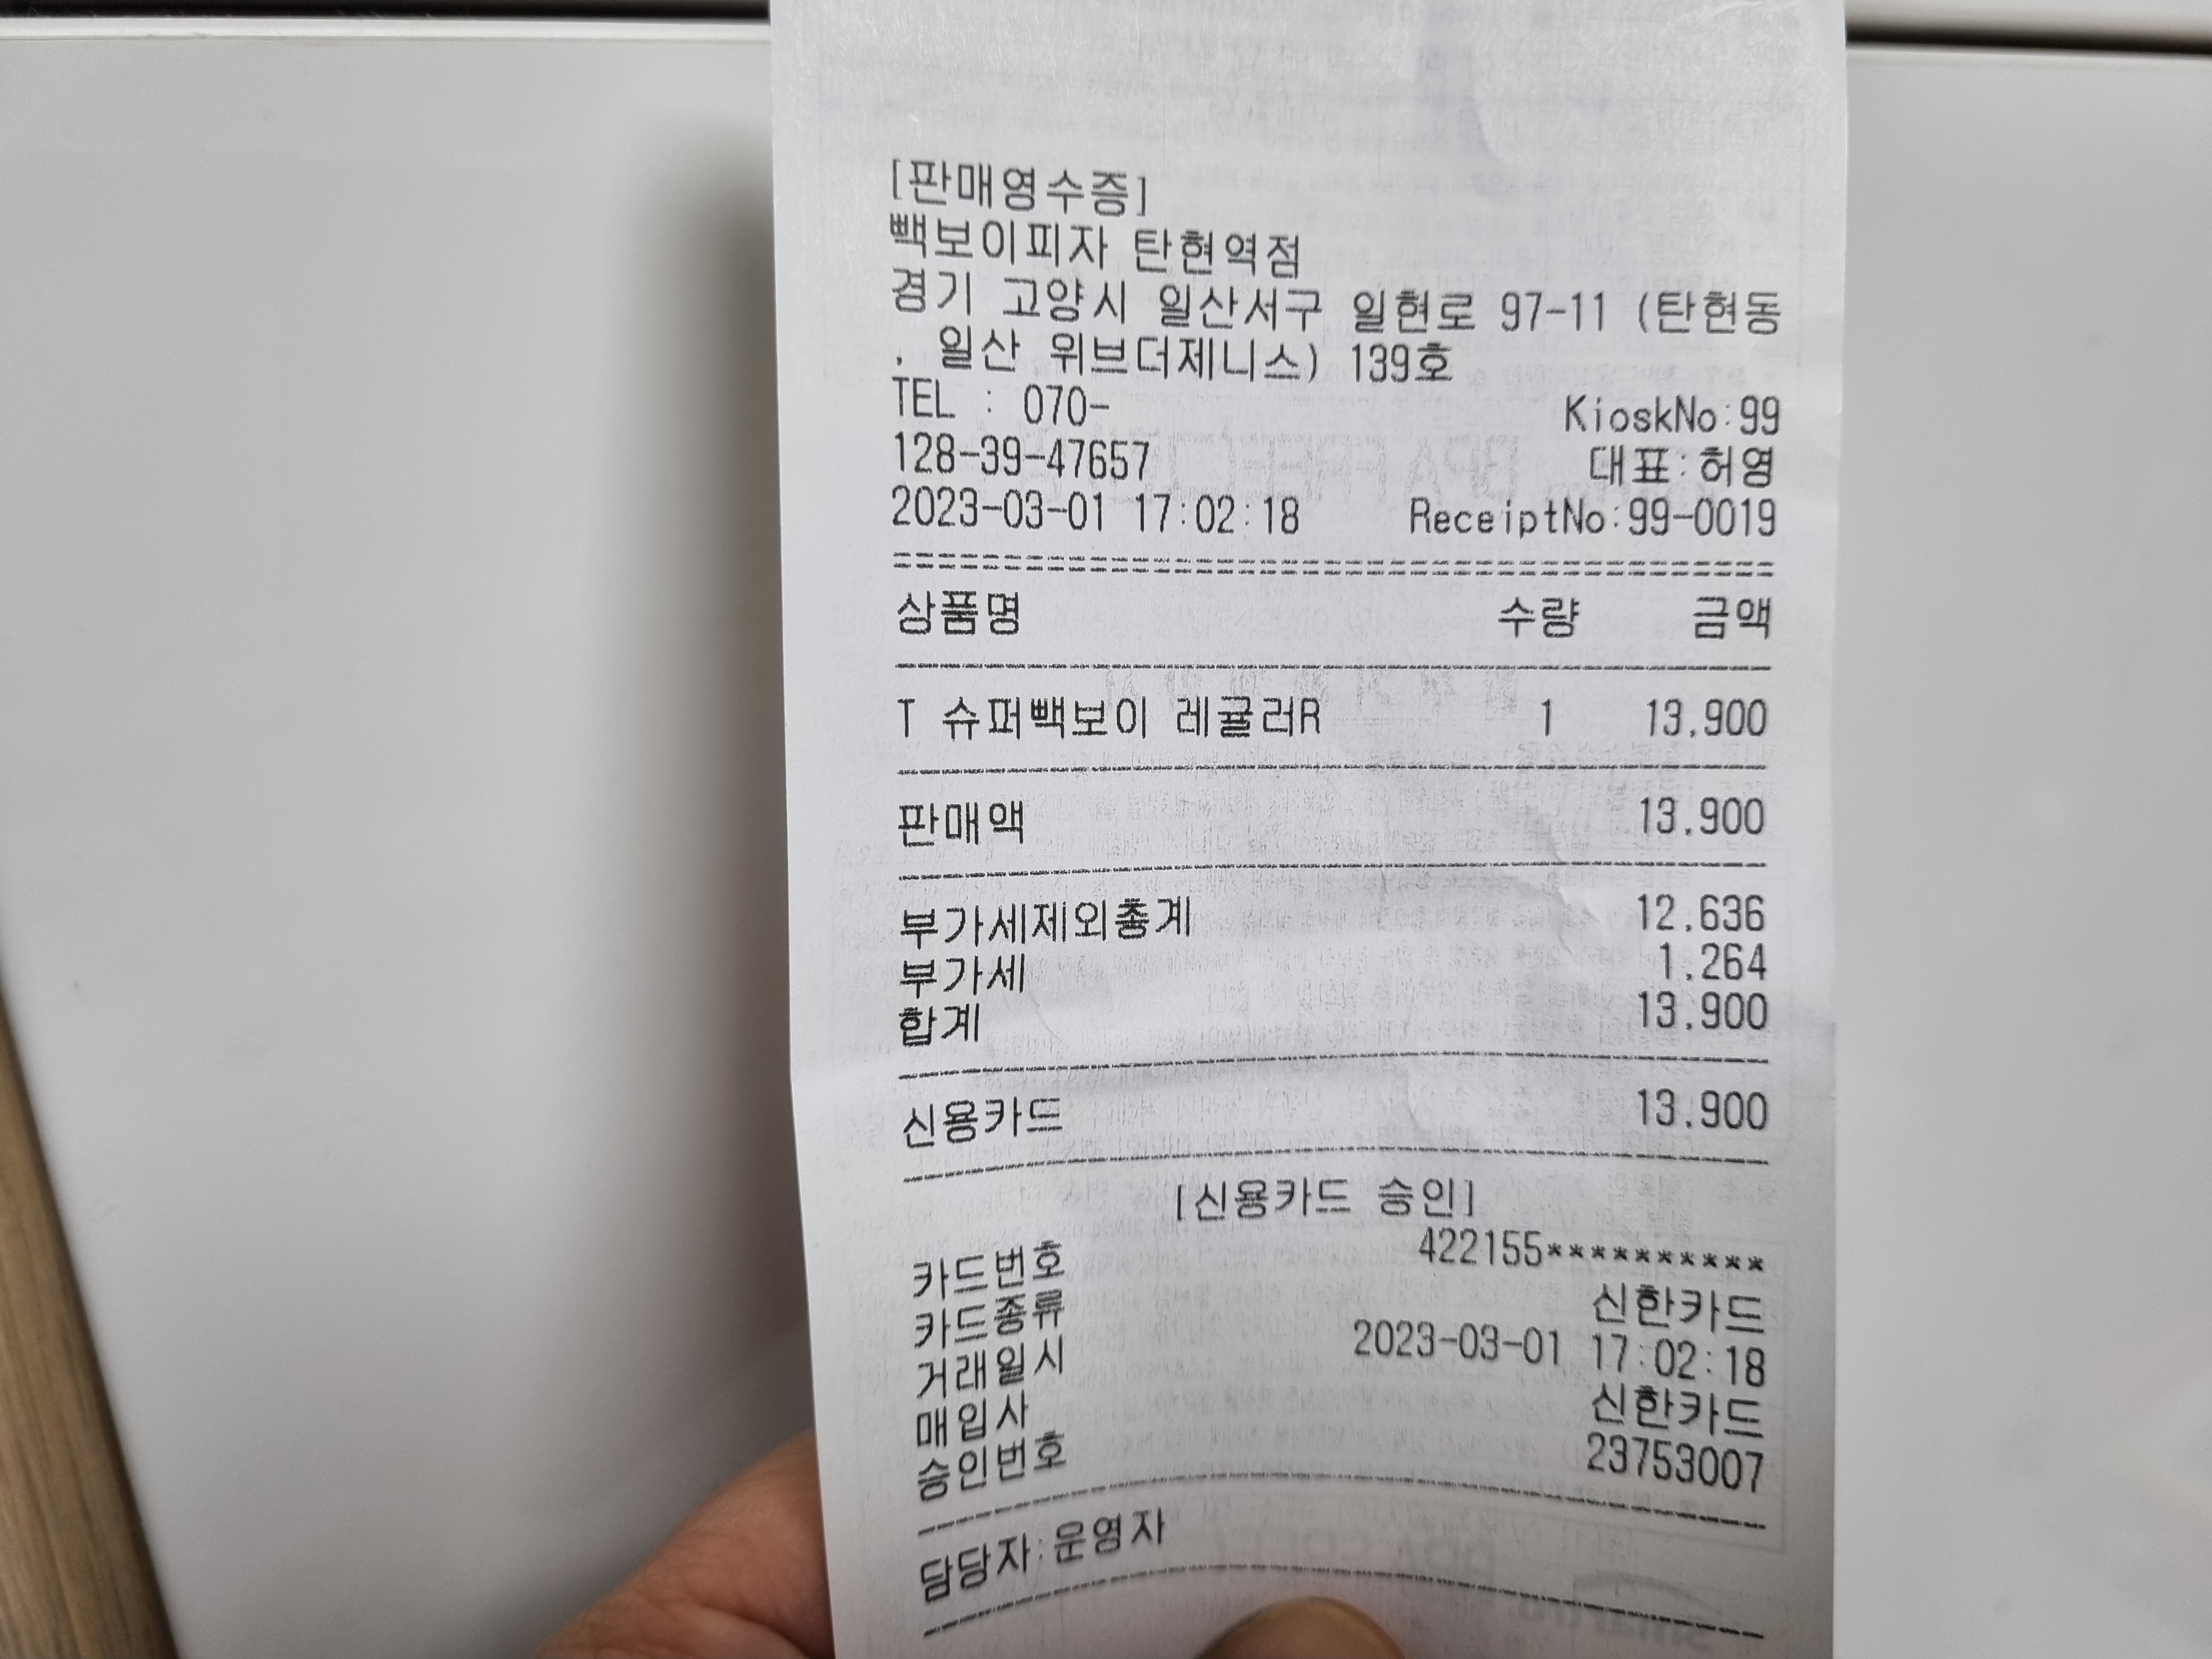 [판매영수증]
빽보이피자 탄현역점
경기 고양시 일산서구 일현로 97-11 (탄현동
, 일산 위브더제니스) 139호
TEL : 070- KioskNo:99
128-39-47657 대표:허영
2023-03-01 17:02:18 ReceiptNo:99-0019
상품명 수량 금액
T 슈퍼빽보이 레귤러R 1 13,900
판매액 13,900
부가세제외총계 12,636
부가세 1,264
합계 13,900
신용카드 13,900
[신용카드 승인]
카드번호 422155**********
카드종류 신한카드
거래일시 2023-03-01 17:02:18
매입사 신한카드
승인번호 23753007
담당자:운영자